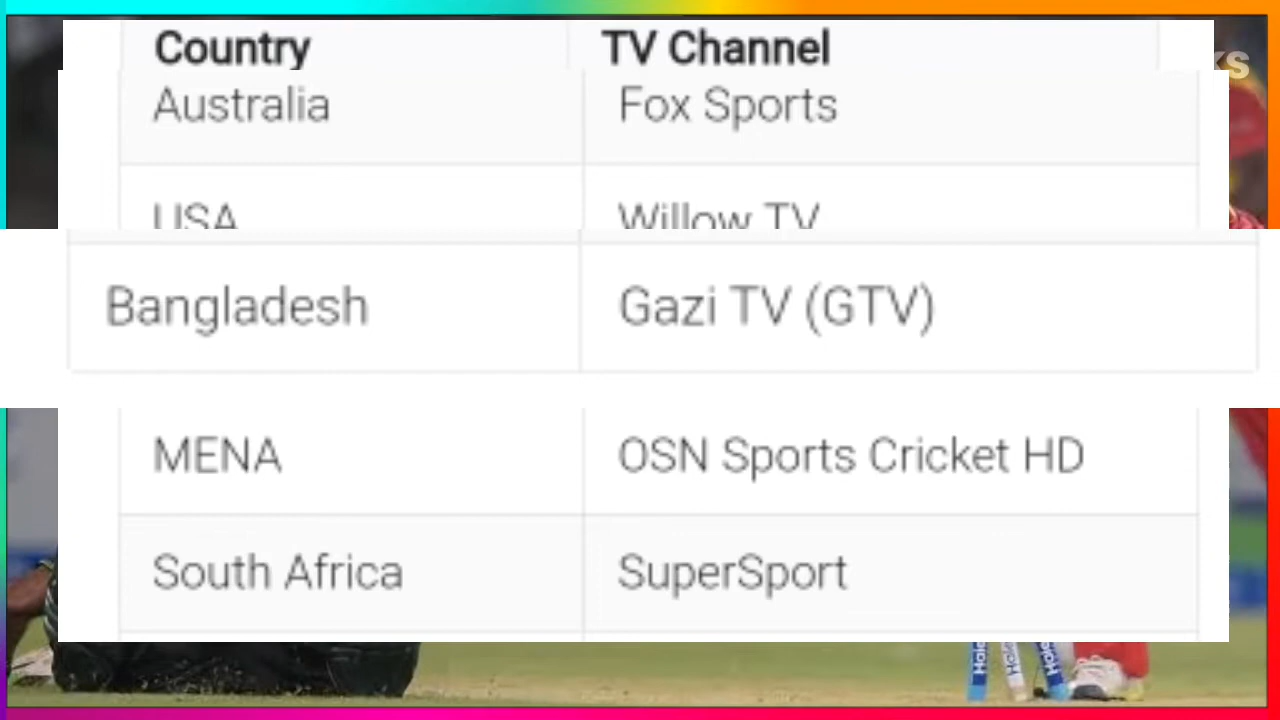 Country TV Channel
Australia Fox Sports
USA Willow TV
Bangladesh Gazi TV (GTV)
MENA OSN Sports Cricket HD
South Africa SuperSport